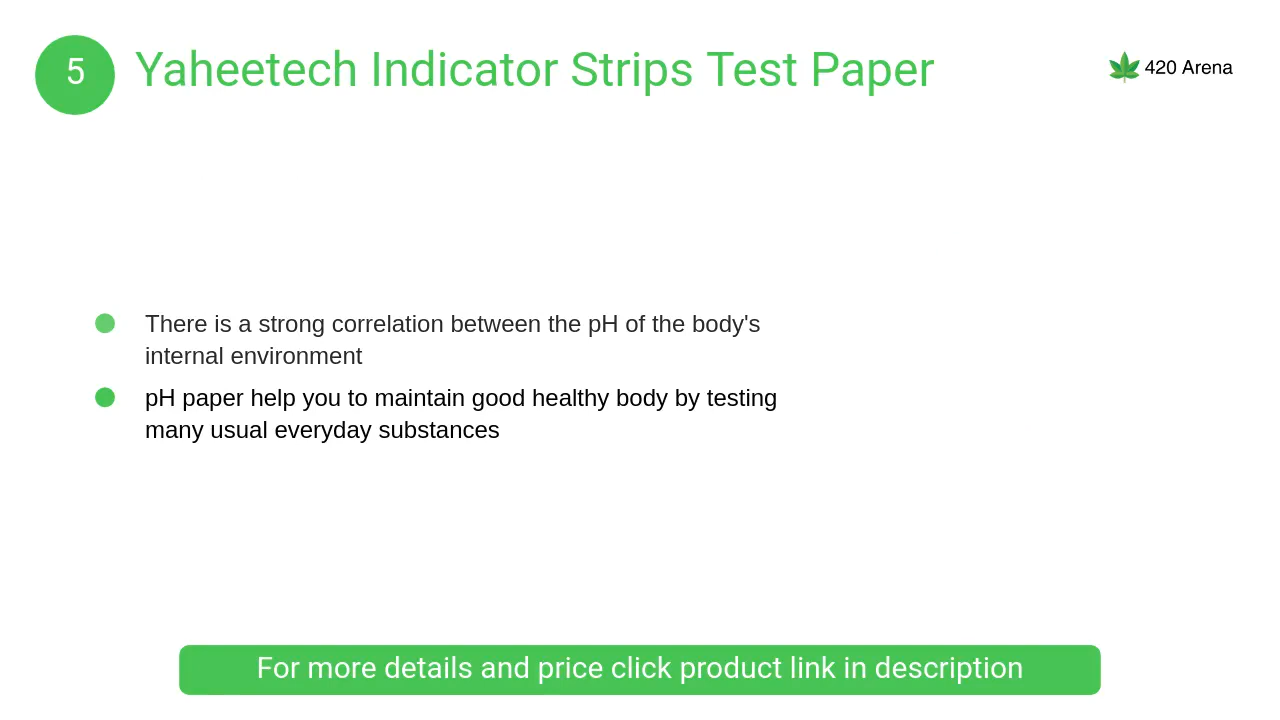 5
Yaheetech Indicator Strips Test Paper
420 Arena
There is a strong correlation between the pH of the body's
internal environment
pH paper help you to maintain good healthy body by testing
many usual everyday substances
For more details and price click product link in description